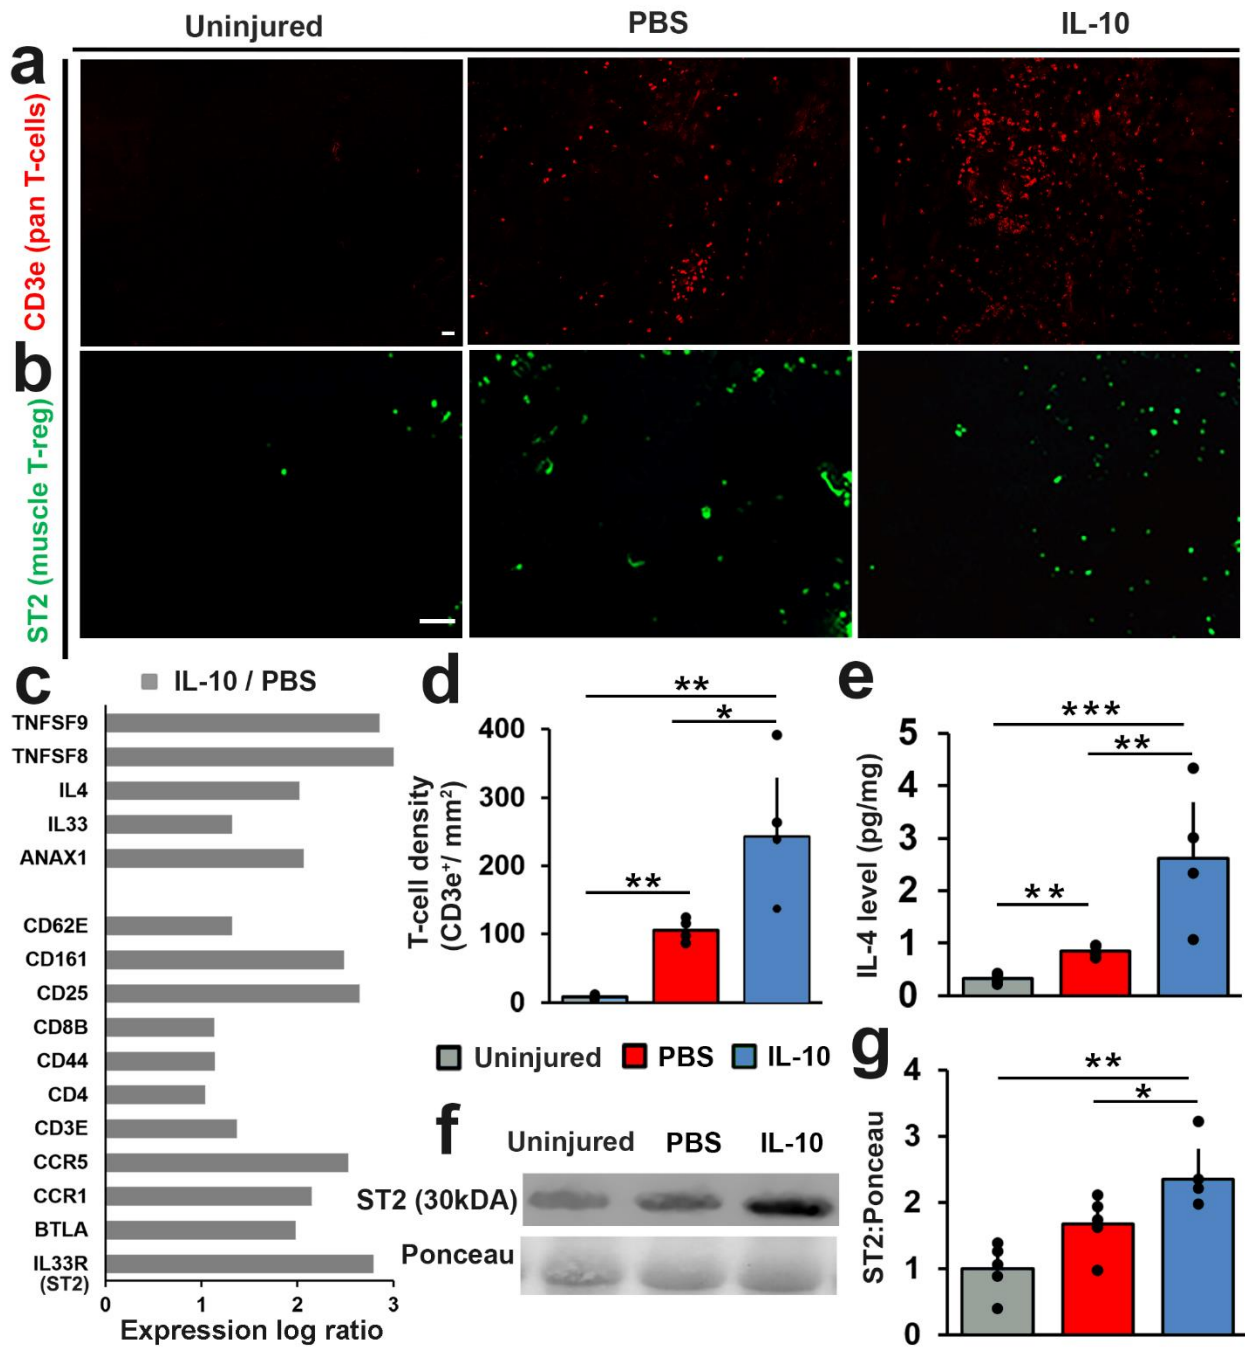 Uninjured PBS IL-10
a
CD3e (pan T-cells)
b
ST2 (muscle T-reg)
c
IL-10 / PBS
TNFSF9
TNFSF8
IL4
IL33
ANAX1
CD62E
CD161
CD25
CD8B
CD44
CD4
CD3E
CCR5
CCR1
BTLA
IL33R
(ST2)
0 1 2 3
Expression log ratio
d
**
*
**
400
300
200
100
0
T-cell density
(CD3e⁺/ mm²)
e
***
**
**
5
4
3
2
1
0
IL-4 level (pg/mg)
Uninjured PBS IL-10
f
Uninjured PBS IL-10
ST2 (30kDA)
Ponceau
g
**
*
4
3
2
1
0
ST2:Ponceau